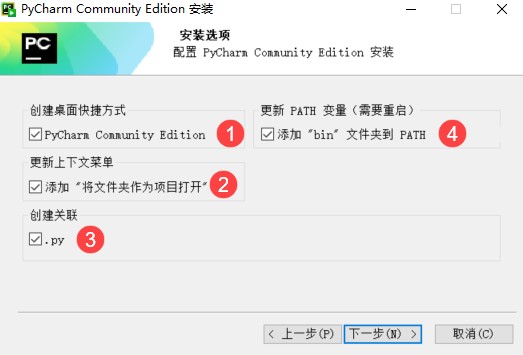 PyCharm Community Edition 安装
PC
安装选项
配置 PyCharm Community Edition 安装
创建桌面快捷方式
PyCharm Community Edition
1
更新 PATH 变量（需要重启）
添加 "bin" 文件夹到 PATH
4
更新上下文菜单
添加 "将文件夹作为项目打开"
2
创建关联
.py
3
< 上一步(P)
下一步(N) >
取消(C)